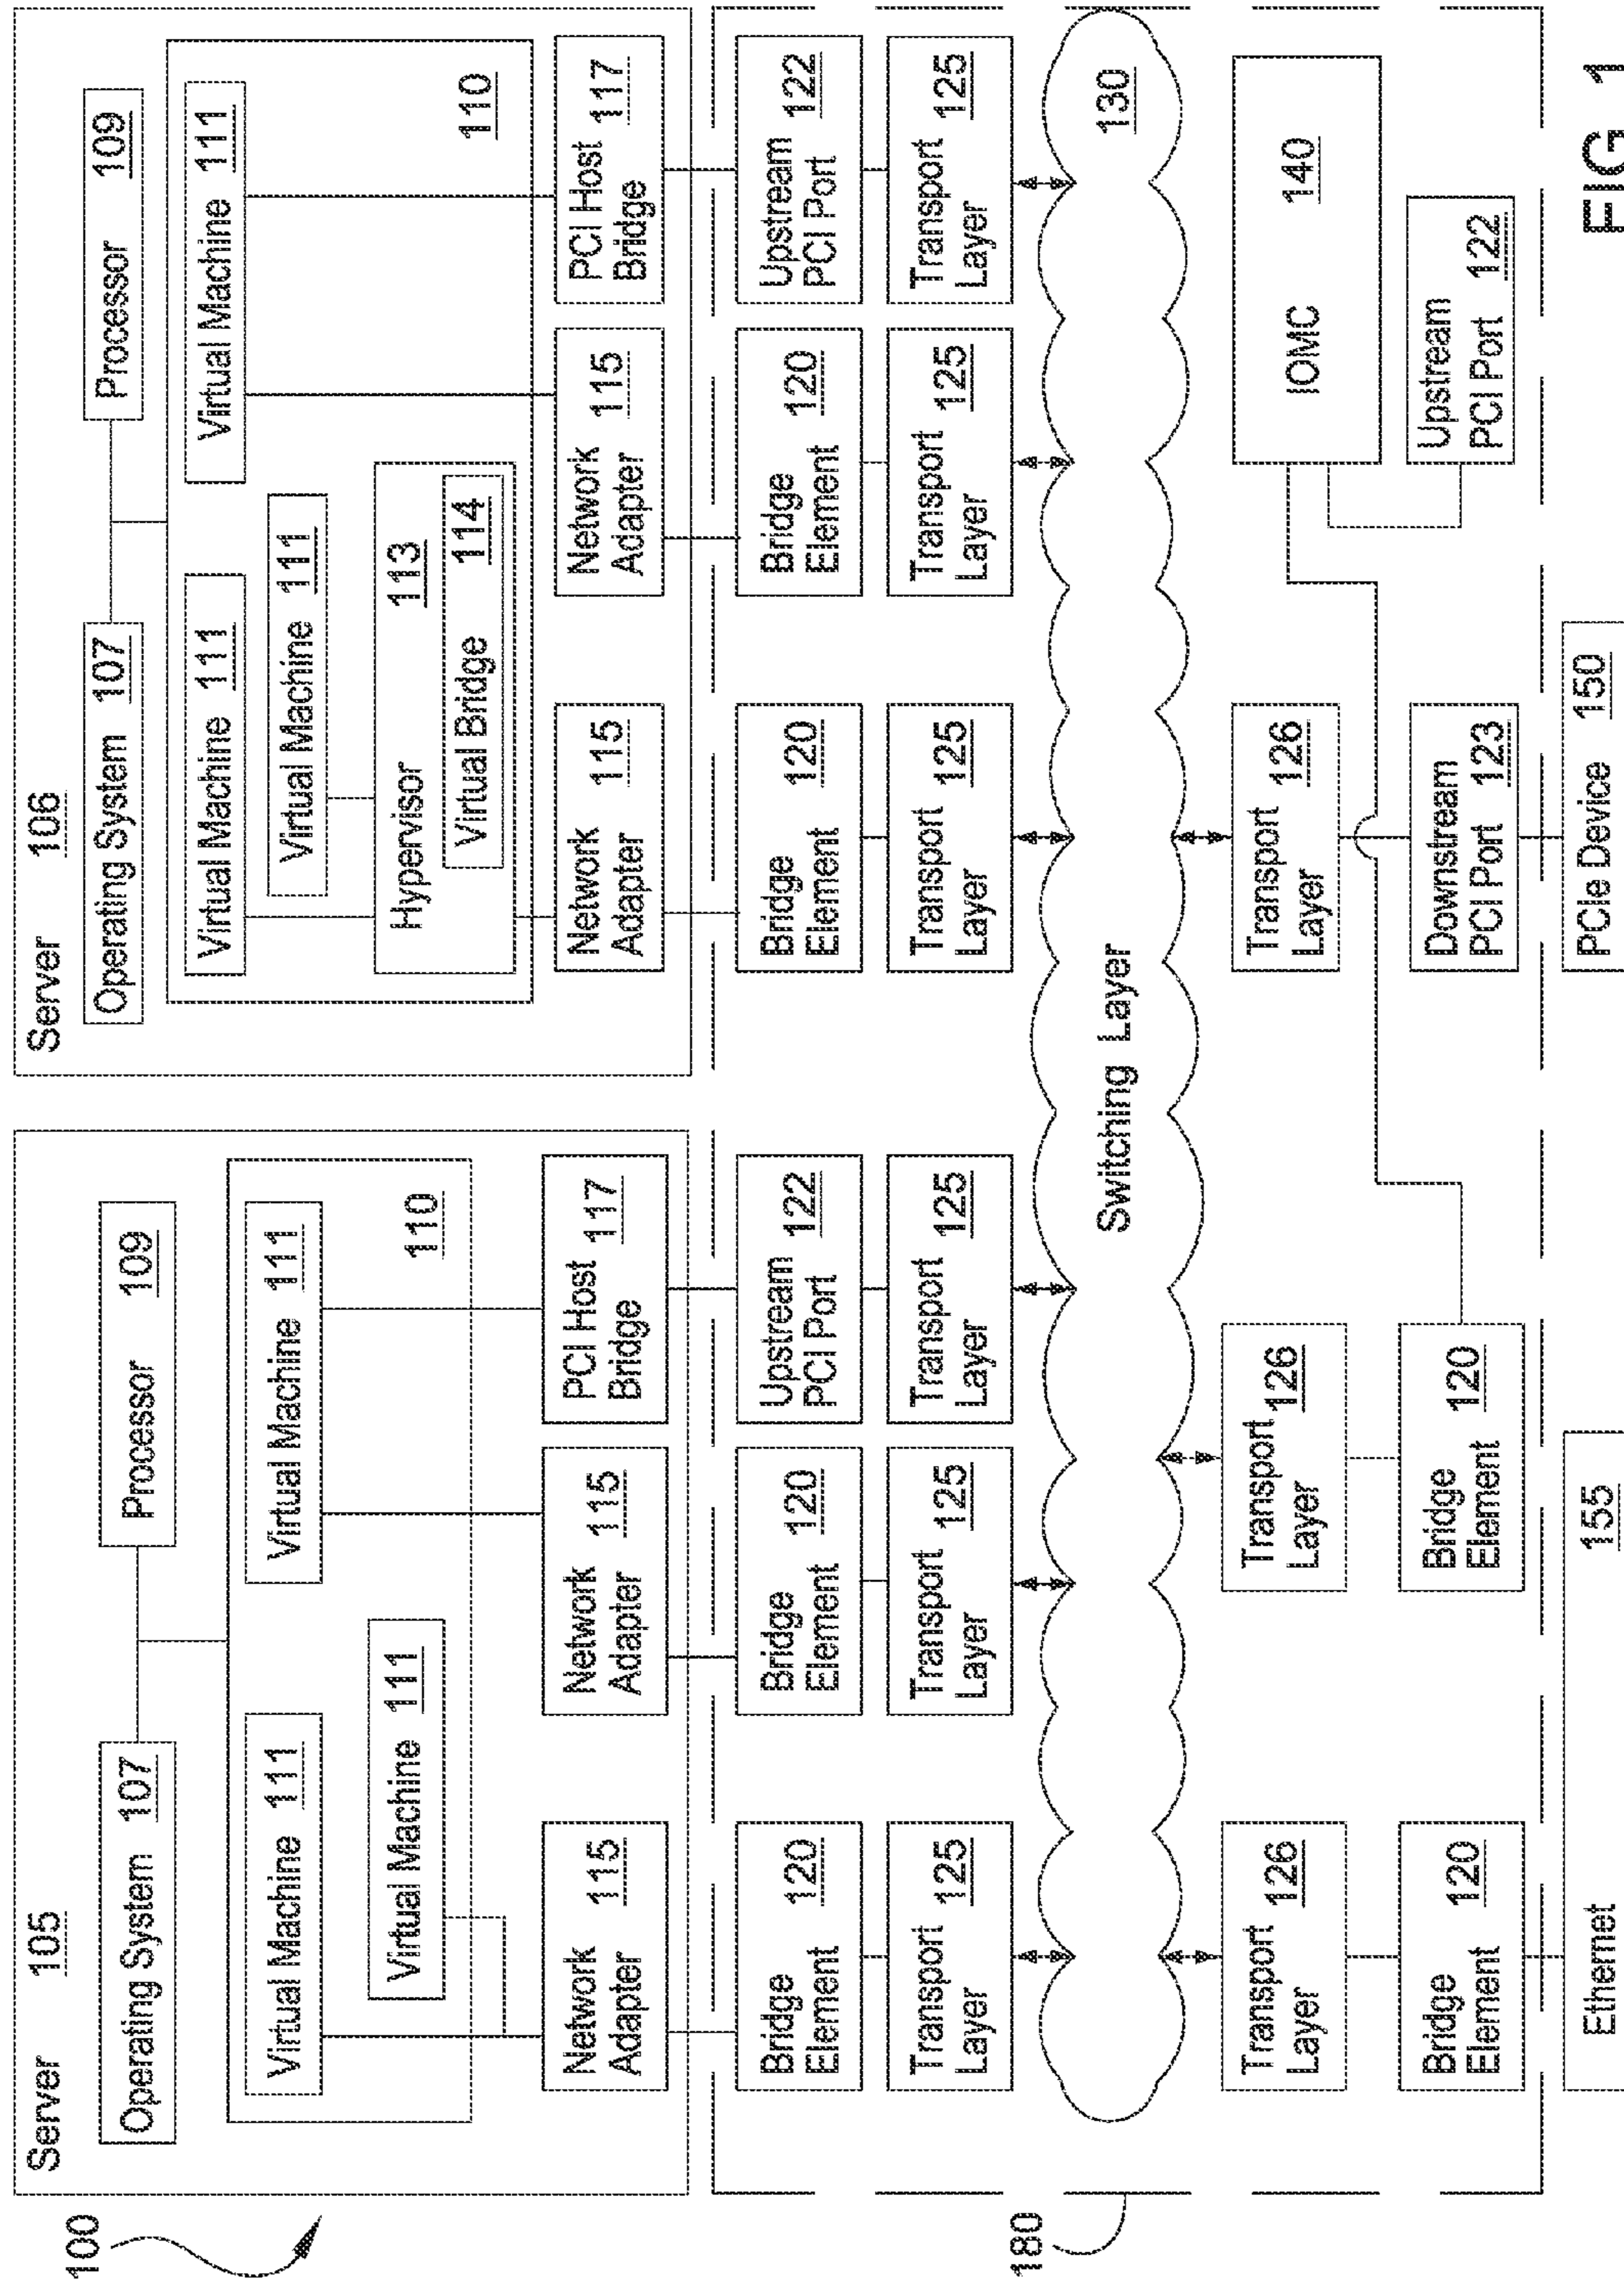 100
Server 105
Operating System 107
Processor 109
110
Virtual Machine 111
Virtual Machine 111
Virtual Machine 111
Network
Adapter 115
Network
Adapter 115
PCI Host
Bridge 117
Server 106
Operating System 107
Processor 109
110
Virtual Machine 111
Virtual Machine 111
Virtual Machine 111
Hypervisor 113
Virtual Bridge 114
Network
Adapter 115
Network
Adapter 115
PCI Host
Bridge 117
180
Bridge
Element 120
Bridge
Element 120
Upstream
PCI Port 122
Bridge
Element 120
Bridge
Element 120
Upstream
PCI Port 122
Transport
Layer 125
Transport
Layer 125
Transport
Layer 125
Transport
Layer 125
Transport
Layer 125
Transport
Layer 125
Switching Layer 130
Transport
Layer 126
Transport
Layer 126
Transport
Layer 126
IOMC 140
Bridge
Element 120
Bridge
Element 120
Downstream
PCI Port 123
Upstream
PCI Port 122
Ethernet 155
PCIe Device 150
FIG 1